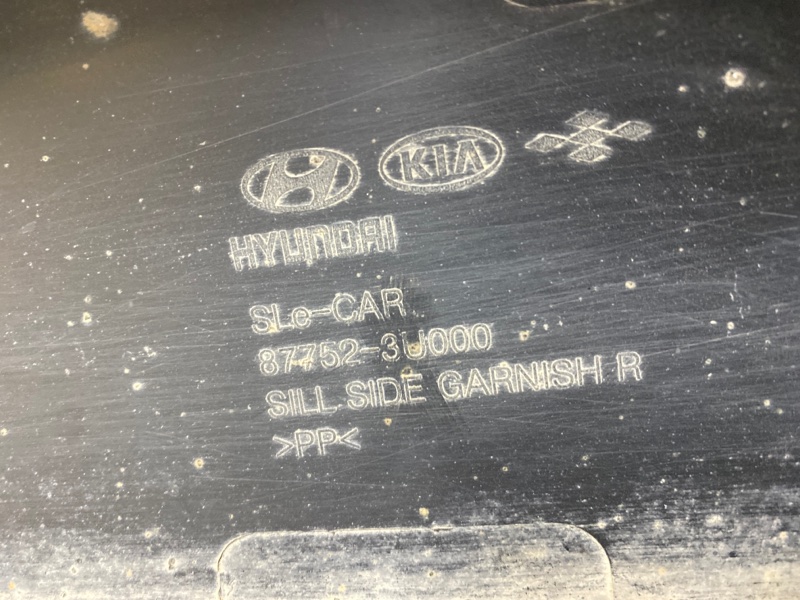 KIA
HYUNDAI
SLe-CAR
87752-3U000
SILL SIDE GARNISH R
>PP<